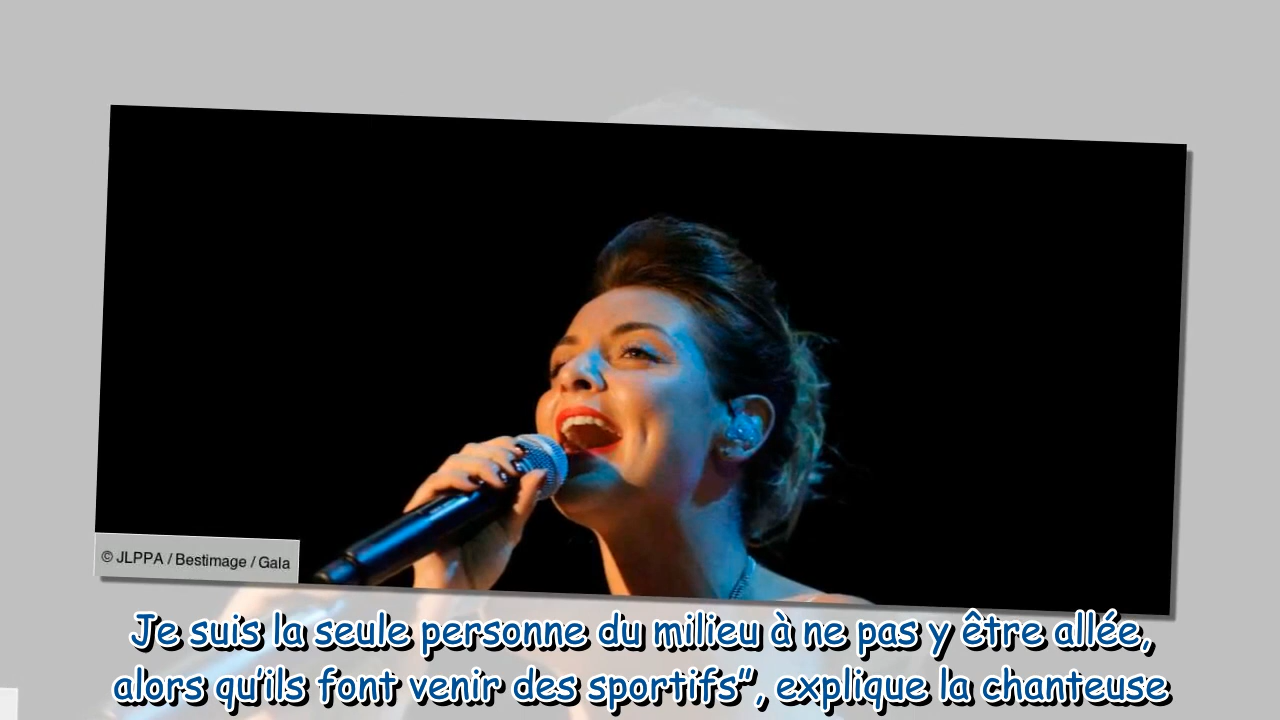 © JLPPA / Bestimage / Gala
Je suis la seule personne du milieu à ne pas y être allée,
alors qu'ils font venir des sportifs”, explique la chanteuse